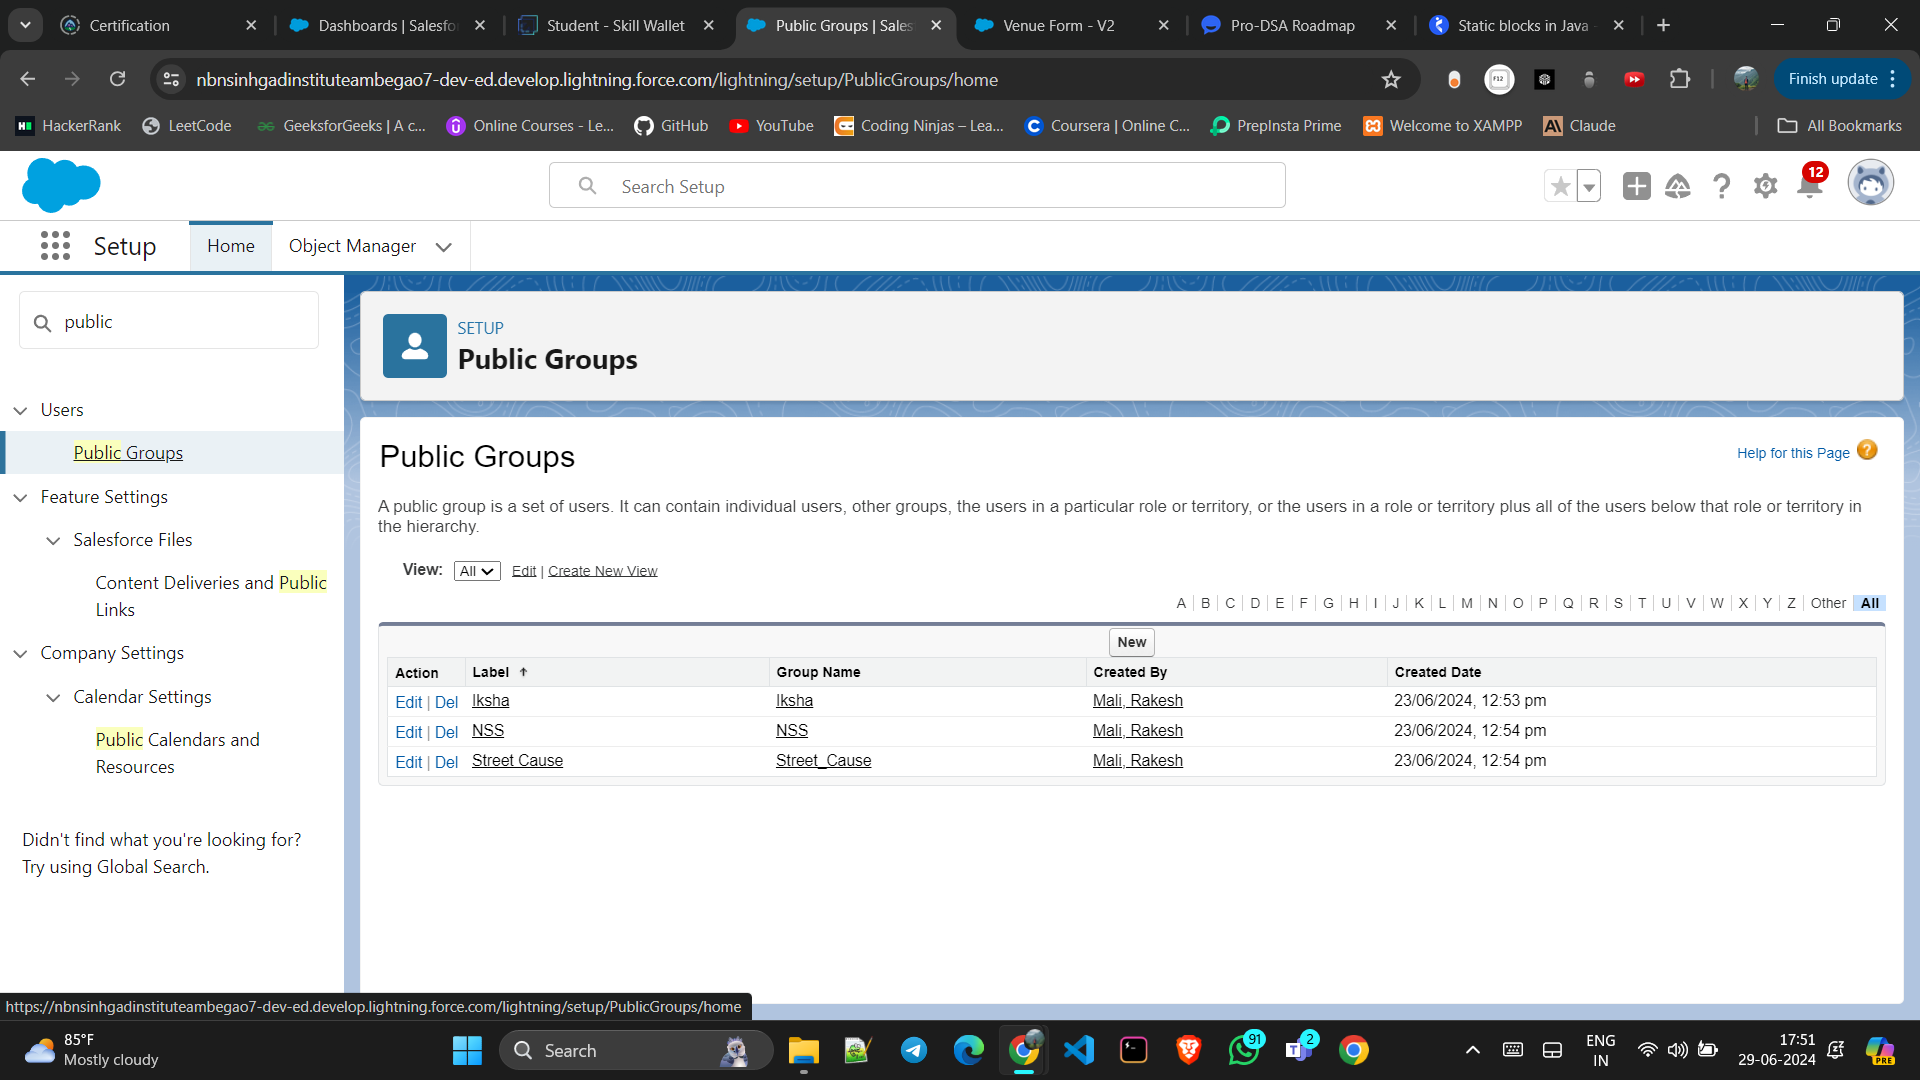 Certification
Dashboards | Salesfo
Student - Skill Wallet
Public Groups | Sales
Venue Form - V2
Pro-DSA Roadmap
Static blocks in Java -
nbnsinhgadinstituteambegao7-dev-ed.develop.lightning.force.com/lightning/setup/PublicGroups/home
F12
Finish update
HackerRank
LeetCode
GeeksforGeeks | A c...
Online Courses - Le...
GitHub
YouTube
Coding Ninjas – Lea...
Coursera | Online C...
PrepInsta Prime
Welcome to XAMPP
Claude
All Bookmarks
Search Setup
12
Setup
Home
Object Manager
public
Users
Public Groups
Feature Settings
Salesforce Files
Content Deliveries and Public
Links
Company Settings
Calendar Settings
Public Calendars and
Resources
Didn't find what you're looking for?
Try using Global Search.
SETUP
Public Groups
Public Groups
Help for this Page
A public group is a set of users. It can contain individual users, other groups, the users in a particular role or territory, or the users in a role or territory plus all of the users below that role or territory in
the hierarchy.
View: All Edit | Create New View
A | B | C | D | E | F | G | H | I | J | K | L | M | N | O | P | Q | R | S | T | U | V | W | X | Y | Z | Other | All
New
Action Label Group Name Created By Created Date
Edit | Del Iksha Iksha Mali, Rakesh 23/06/2024, 12:53 pm
Edit | Del NSS NSS Mali, Rakesh 23/06/2024, 12:54 pm
Edit | Del Street Cause Street_Cause Mali, Rakesh 23/06/2024, 12:54 pm
https://nbnsinhgadinstituteambegao7-dev-ed.develop.lightning.force.com/lightning/setup/PublicGroups/home
85°F
Mostly cloudy
Search
91
2
ENG
IN
17:51
29-06-2024
PRE